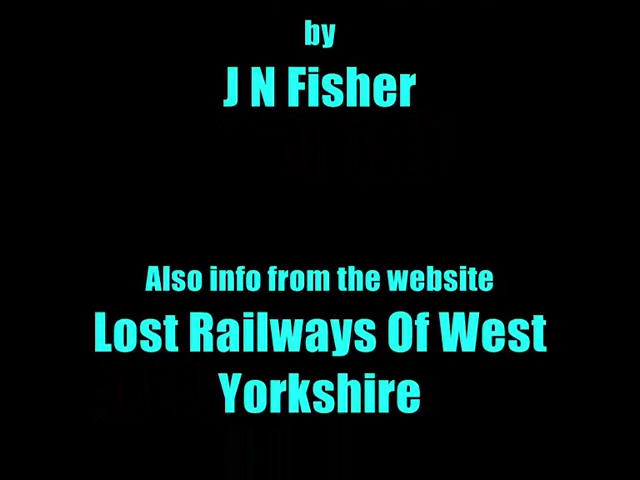 by
J N Fisher
Also info from the website
Lost Railways Of West
Yorkshire